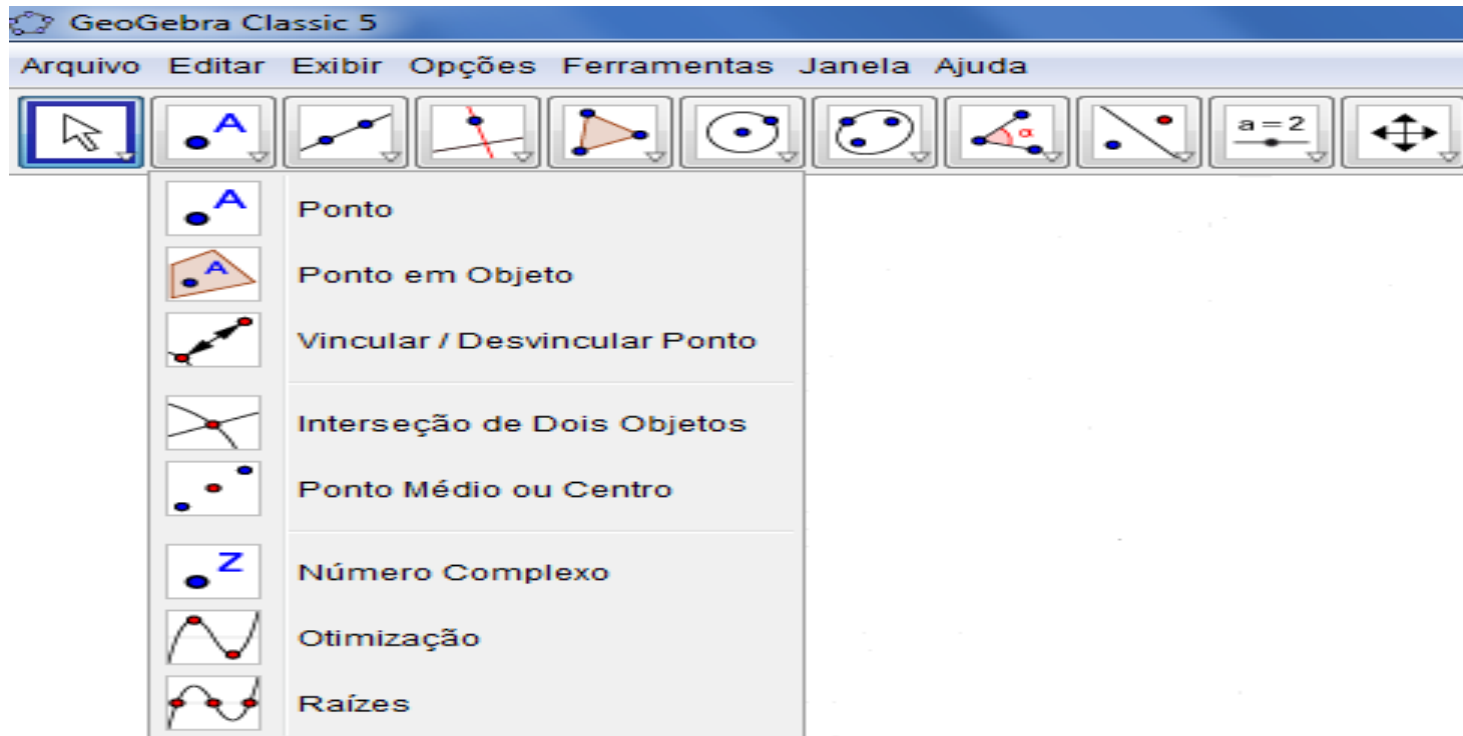 GeoGebra Classic 5
Arquivo Editar Exibir Opções Ferramentas Janela Ajuda
A α a = 2
A Ponto
A Ponto em Objeto
Vincular / Desvincular Ponto
Interseção de Dois Objetos
Ponto Médio ou Centro
Z Número Complexo
Otimização
Raízes